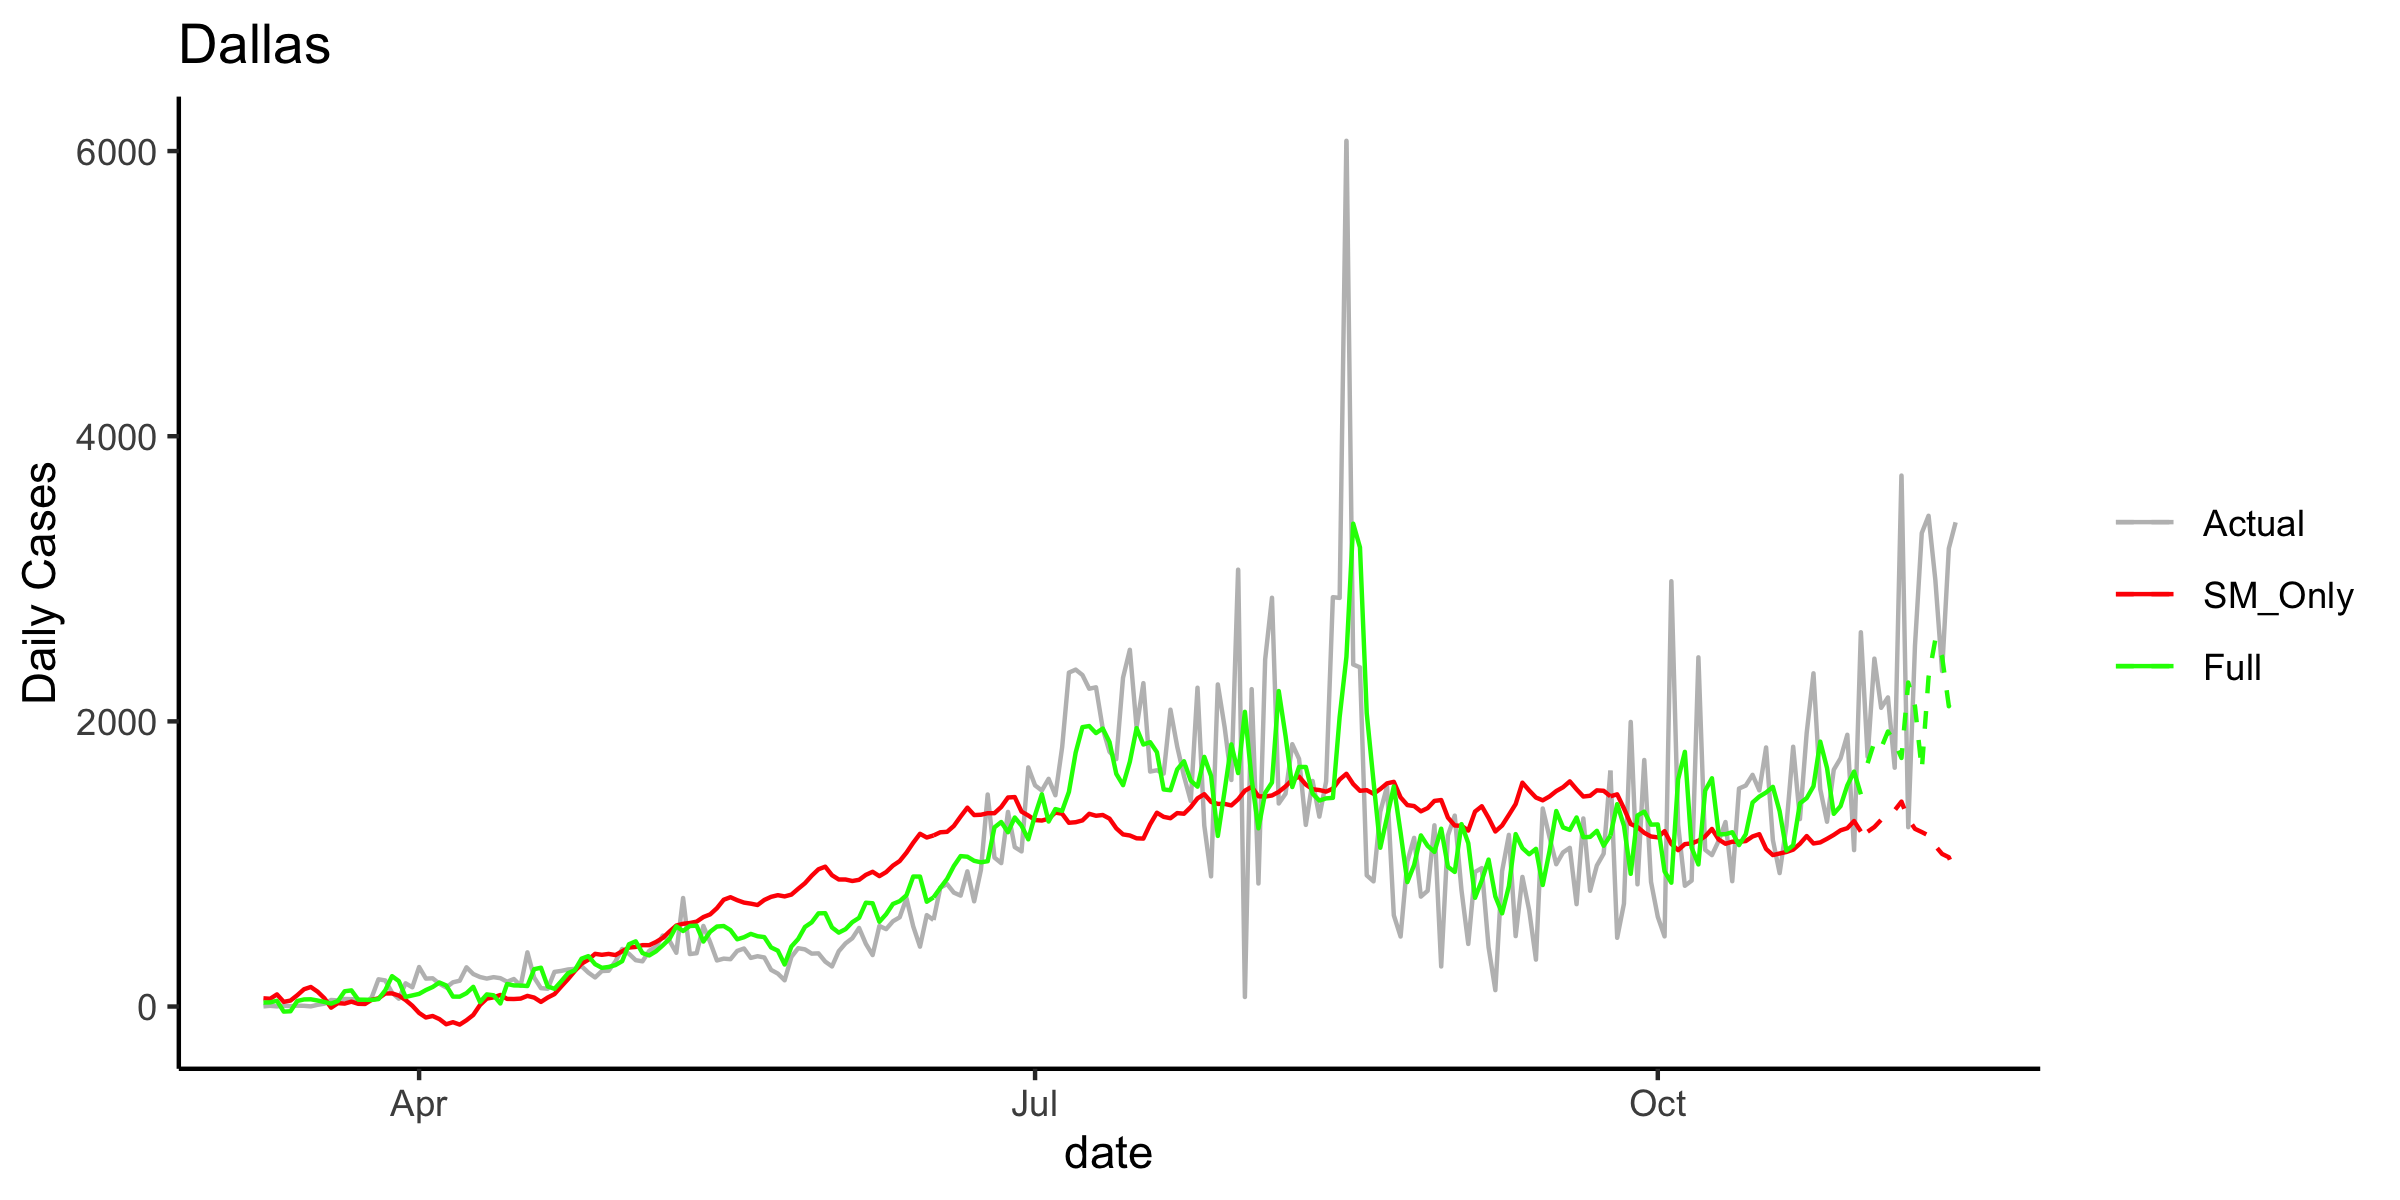 Dallas
6000
4000
2000
0
Daily Cases
Apr
Jul
Oct
date
Actual
SM_Only
Full